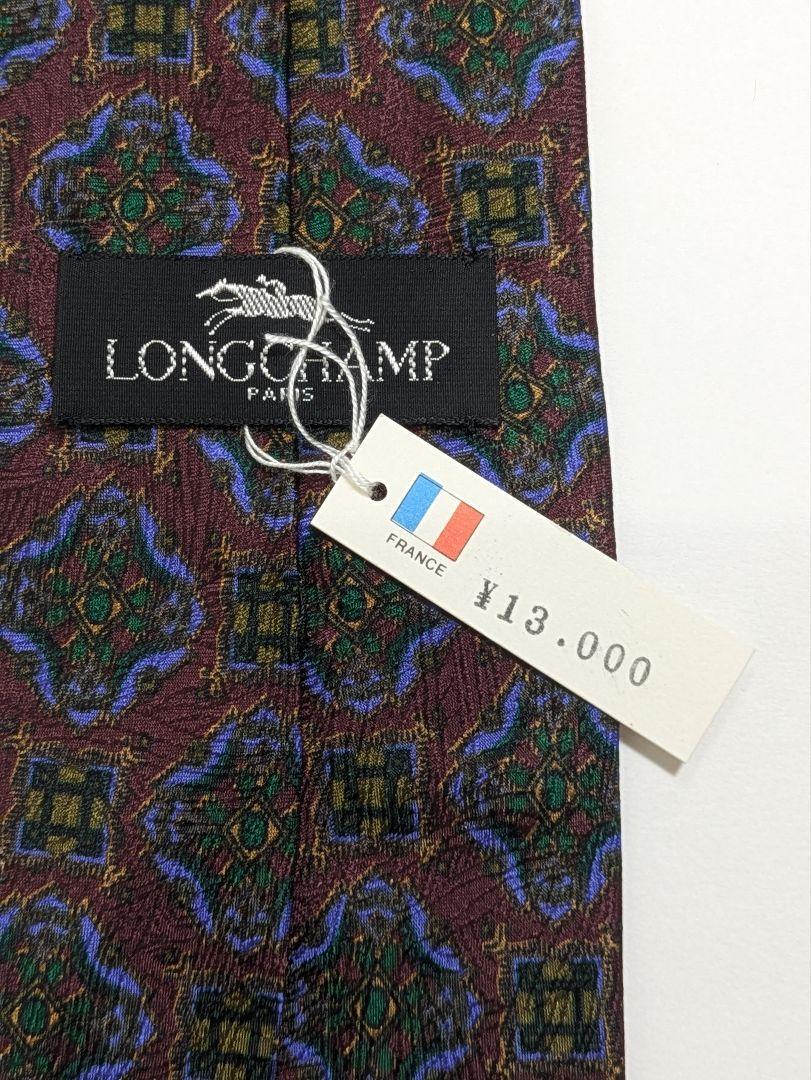 LONGCHAMP
PARIS
FRANCE
¥13.000